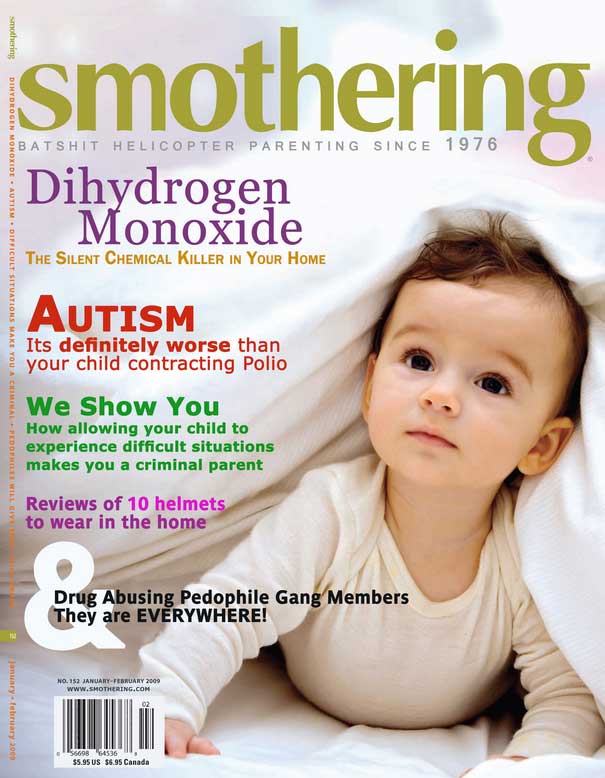 smothering
BATSHIT HELICOPTER PARENTING SINCE 1976
Dihydrogen
Monoxide
THE SILENT CHEMICAL KILLER IN YOUR HOME
AUTISM
Its definitely worse than
your child contracting Polio
We Show You
How allowing your child to
experience difficult situations
makes you a criminal parent
Reviews of 10 helmets
to wear in the home
&
Drug Abusing Pedophile Gang Members
They are EVERYWHERE!
NO. 152 JANUARY–FEBRUARY 2009
WWW.SMOTHERING.COM
02
0 56698 64536
$5.95 US $6.95 Canada
smothering
DIHYDROGEN MONOXIDE • AUTISM • DIFFICULT SITUATIONS MAKE YOU A CRIMINAL • PEDOPHILES WILL
january - february 2009